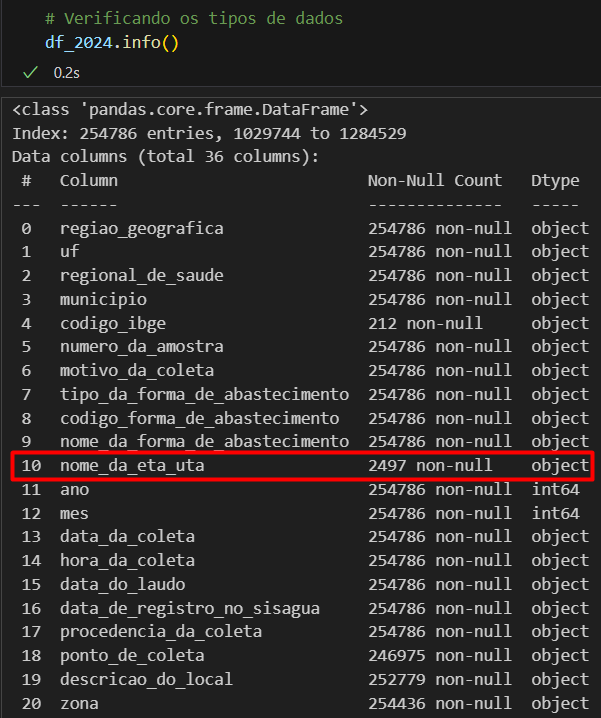 # Verificando os tipos de dados
df_2024.info()
0.2s
<class 'pandas.core.frame.DataFrame'>
Index: 254786 entries, 1029744 to 1284529
Data columns (total 36 columns):
 #   Column                         Non-Null Count   Dtype
---  ------                         --------------   -----
 0   regiao_geografica              254786 non-null  object
 1   uf                             254786 non-null  object
 2   regional_de_saude              254786 non-null  object
 3   municipio                      254786 non-null  object
 4   codigo_ibge                    212 non-null     object
 5   numero_da_amostra              254786 non-null  object
 6   motivo_da_coleta               254786 non-null  object
 7   tipo_da_forma_de_abastecimento  254786 non-null  object
 8   codigo_forma_de_abastecimento  254786 non-null  object
 9   nome_da_forma_de_abastecimento  254786 non-null  object
 10  nome_da_eta_uta                2497 non-null    object
 11  ano                            254786 non-null  int64
 12  mes                            254786 non-null  int64
 13  data_da_coleta                 254786 non-null  object
 14  hora_da_coleta                 254786 non-null  object
 15  data_do_laudo                  254786 non-null  object
 16  data_de_registro_no_sisagua    254786 non-null  object
 17  procedencia_da_coleta          254786 non-null  object
 18  ponto_de_coleta                246975 non-null  object
 19  descricao_do_local             252779 non-null  object
 20  zona                           254436 non-null  object